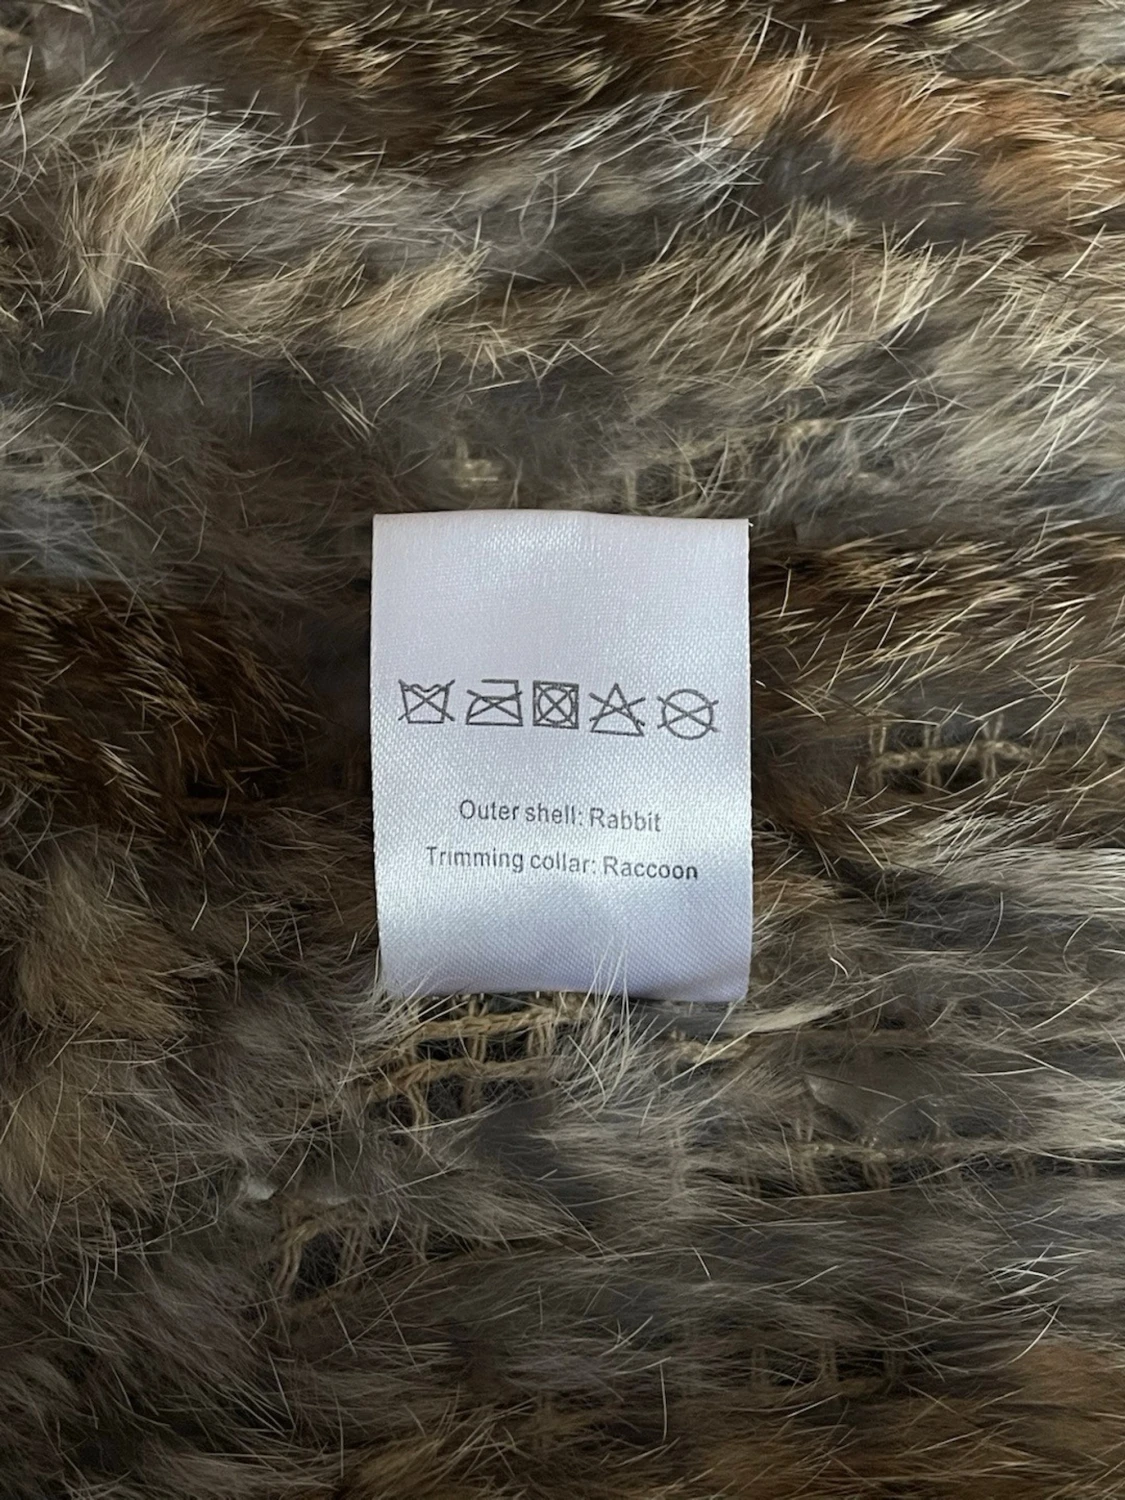 Outer shell: Rabbit
Trimming collar: Raccoon